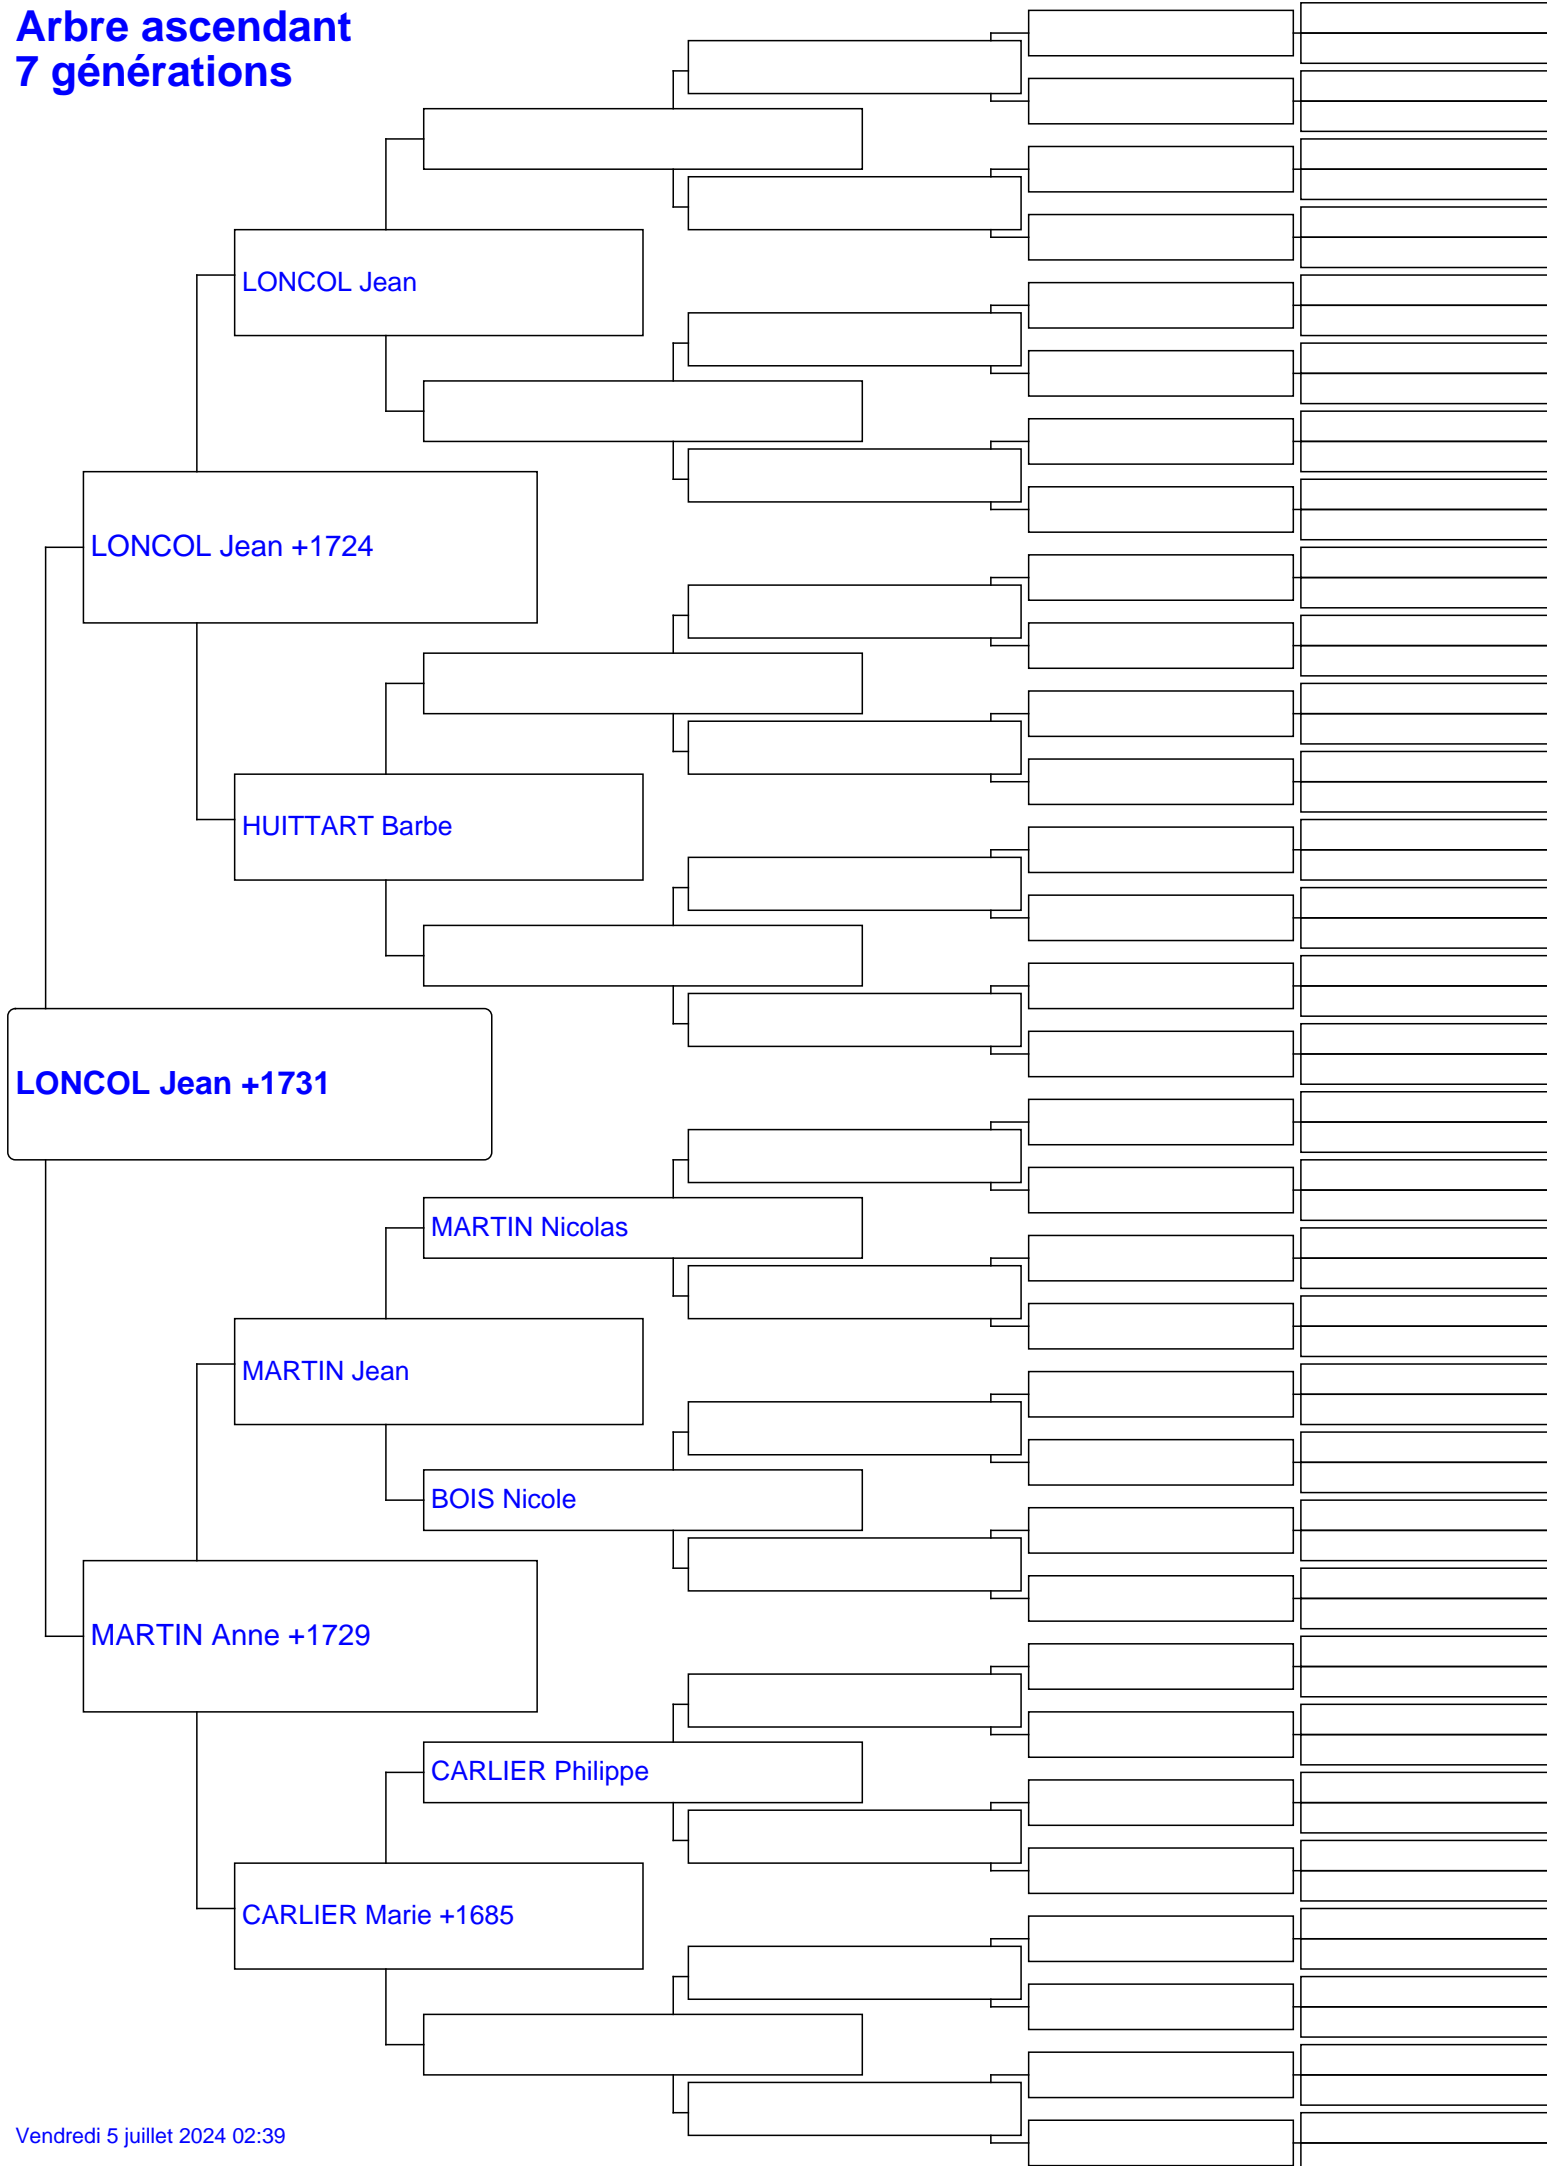 Arbre ascendant
7 générations
LONCOL Jean
LONCOL Jean +1724
HUITTART Barbe
LONCOL Jean +1731
MARTIN Nicolas
MARTIN Jean
BOIS Nicole
MARTIN Anne +1729
CARLIER Philippe
CARLIER Marie +1685
Vendredi 5 juillet 2024 02:39